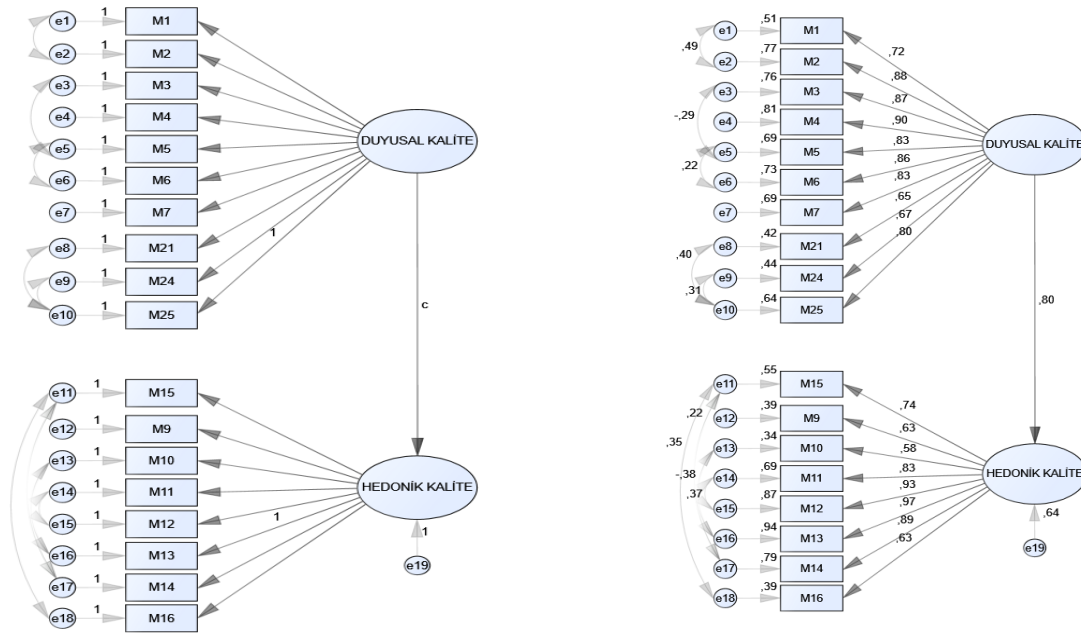 e1 1 M1
e2 1 M2
e3 1 M3
e4 1 M4
e5 1 M5
e6 1 M6
e7 1 M7
e8 1 M21
e9 1 M24
e10 1 M25
1
DUYUSAL KALİTE
c
e11 1 M15
e12 1 M9
e13 1 M10
e14 1 M11
e15 1 M12
e16 1 M13
e17 1 M14
e18 1 M16
1
HEDONİK KALİTE
1
e19
e1 ,51 M1 ,72
,49
e2 ,77 M2 ,88
e3 ,76 M3 ,87
-,29
e4 ,81 M4 ,90
e5 ,69 M5 ,83
,22
e6 ,73 M6 ,86
e7 ,69 M7 ,83
e8 ,42 M21 ,65
,40
e9 ,44 M24 ,67
,31
e10 ,64 M25 ,80
DUYUSAL KALİTE
,80
e11 ,55 M15 ,74
,22
e12 ,39 M9 ,63
,35
e13 ,34 M10 ,58
-,38
e14 ,69 M11 ,83
,37
e15 ,87 M12 ,93
e16 ,94 M13 ,97
e17 ,79 M14 ,89
e18 ,39 M16 ,63
HEDONİK KALİTE
,64
e19